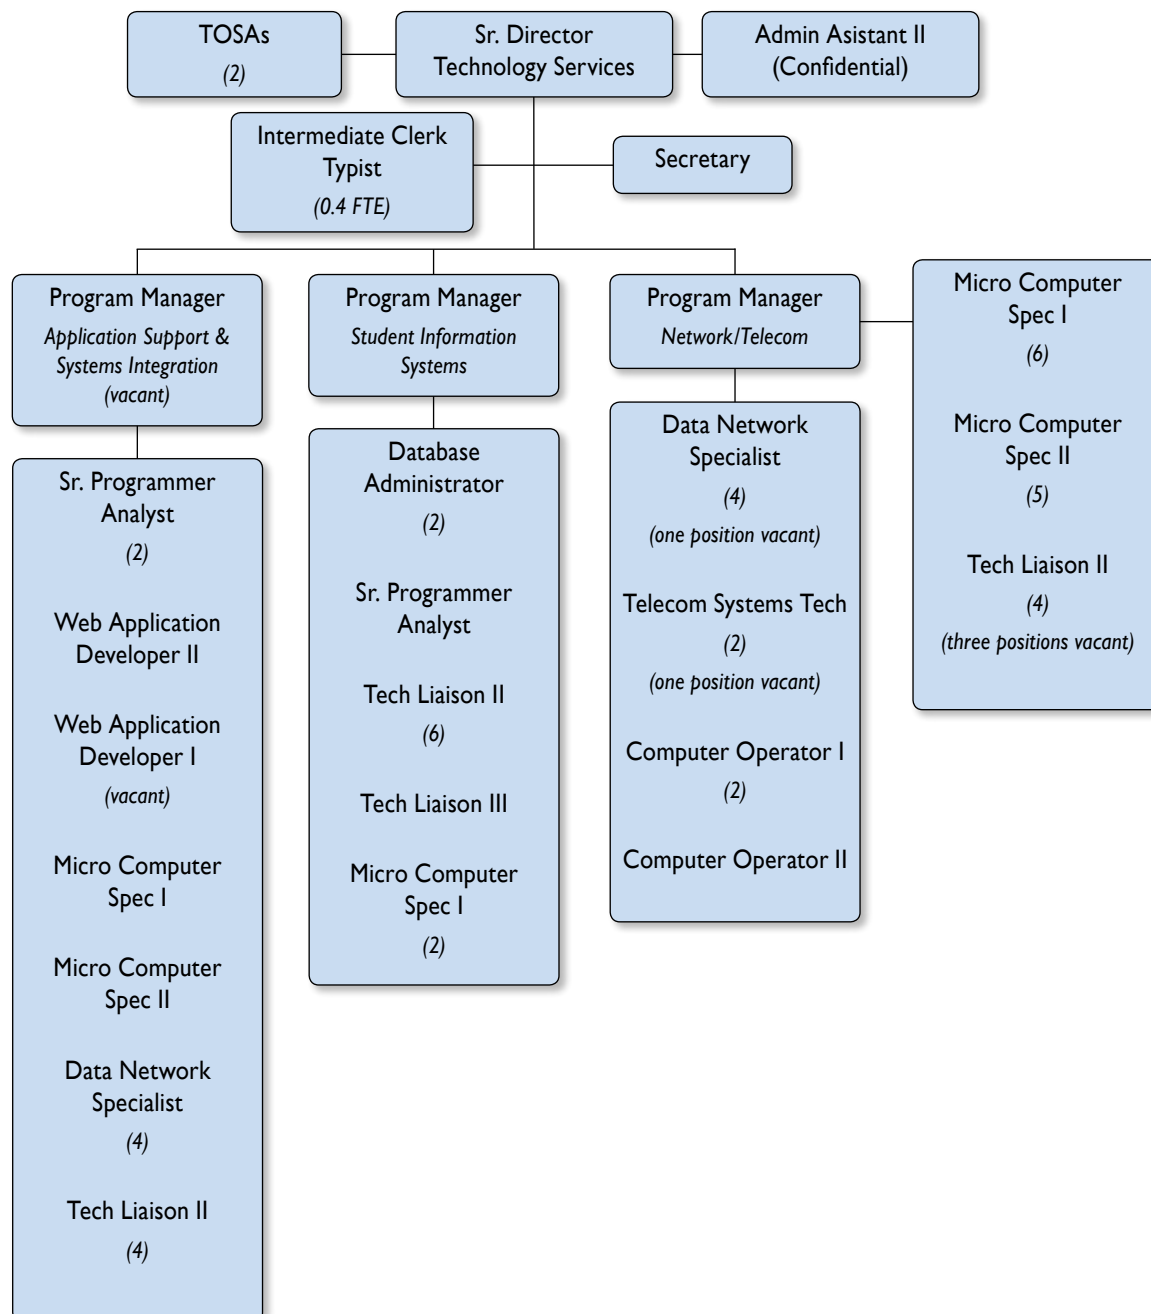 TOSAs
(2)
Sr. Director
Technology Services
Admin Asistant II
(Confidential)
Intermediate Clerk
Typist
(0.4 FTE)
Secretary
Program Manager
Application Support &
Systems Integration
(vacant)
Program Manager
Student Information
Systems
Program Manager
Network/Telecom
Micro Computer
Spec I
(6)
Micro Computer
Spec II
(5)
Tech Liaison II
(4)
(three positions vacant)
Sr. Programmer
Analyst
(2)
Web Application
Developer II
Web Application
Developer I
(vacant)
Micro Computer
Spec I
Micro Computer
Spec II
Data Network
Specialist
(4)
Tech Liaison II
(4)
Database
Administrator
(2)
Sr. Programmer
Analyst
Tech Liaison II
(6)
Tech Liaison III
Micro Computer
Spec I
(2)
Data Network
Specialist
(4)
(one position vacant)
Telecom Systems Tech
(2)
(one position vacant)
Computer Operator I
(2)
Computer Operator II